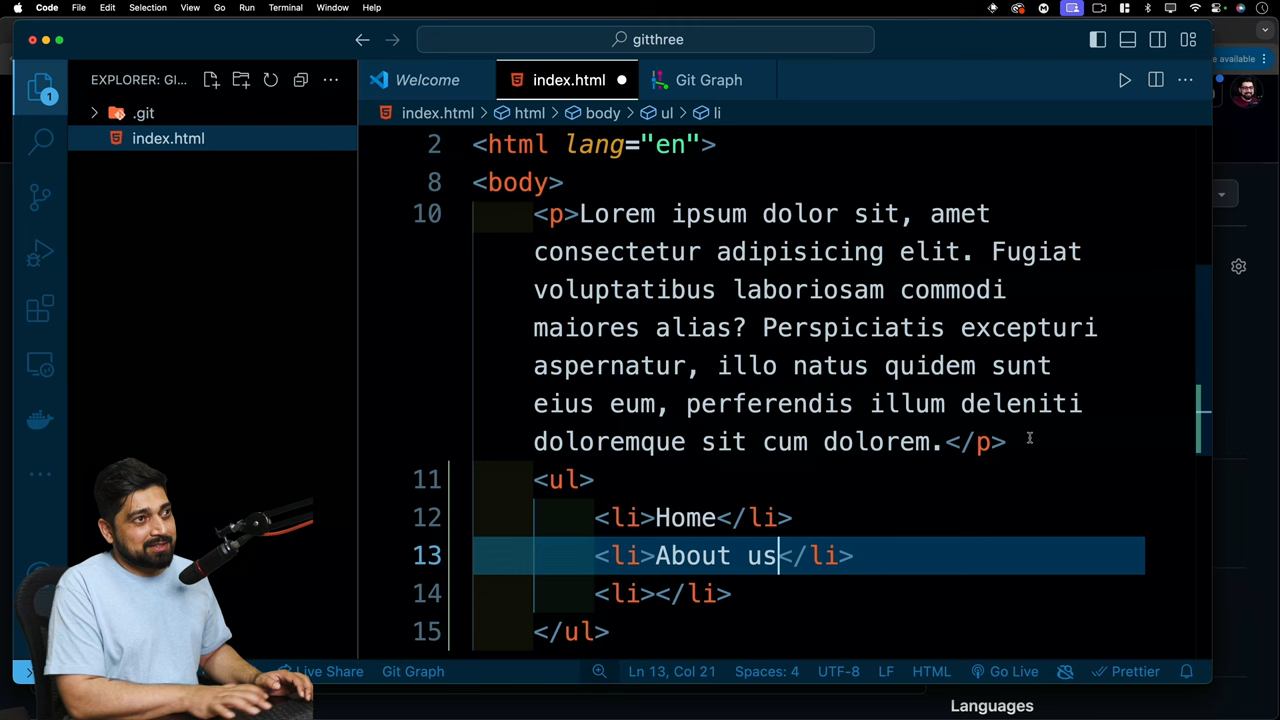 Code File Edit Selection View Go Run Terminal Window Help
gitthree
e available
EXPLORER: GI...
Welcome
index.html
Git Graph
1
.git
index.html
index.html > html > body > ul > li
2 <html lang="en">
8 <body>
10 <p>Lorem ipsum dolor sit, amet
consectetur adipisicing elit. Fugiat
voluptatibus laboriosam commodi
maiores alias? Perspiciatis excepturi
aspernatur, illo natus quidem sunt
eius eum, perferendis illum deleniti
doloremque sit cum dolorem.</p>
11 <ul>
12 <li>Home</li>
13 <li>About us</li>
14 <li></li>
15 </ul>
Live Share Git Graph Ln 13, Col 21 Spaces: 4 UTF-8 LF HTML Go Live Prettier
Languages